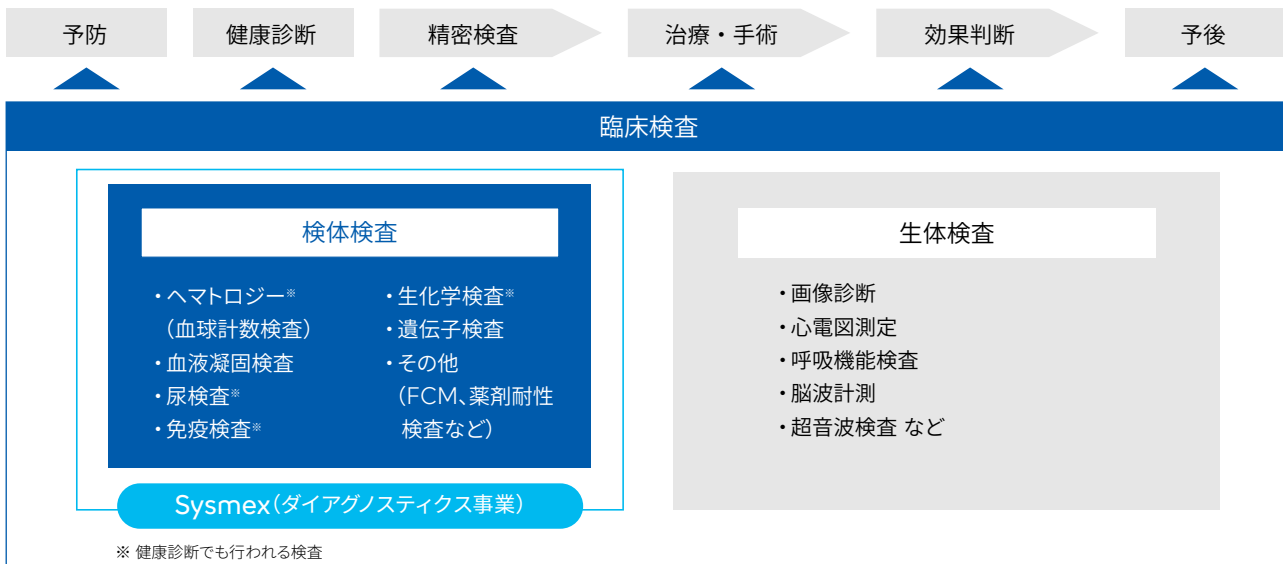 予防
健康診断
精密検査
治療・手術
効果判断
予後
臨床検査
検体検査
・ヘマトロジー※
（血球計数検査）
・血液凝固検査
・尿検査※
・免疫検査※
・生化学検査※
・遺伝子検査
・その他
（FCM、薬剤耐性
検査など）
Sysmex（ダイアグノスティクス事業）
※ 健康診断でも行われる検査
生体検査
・画像診断
・心電図測定
・呼吸機能検査
・脳波計測
・超音波検査 など